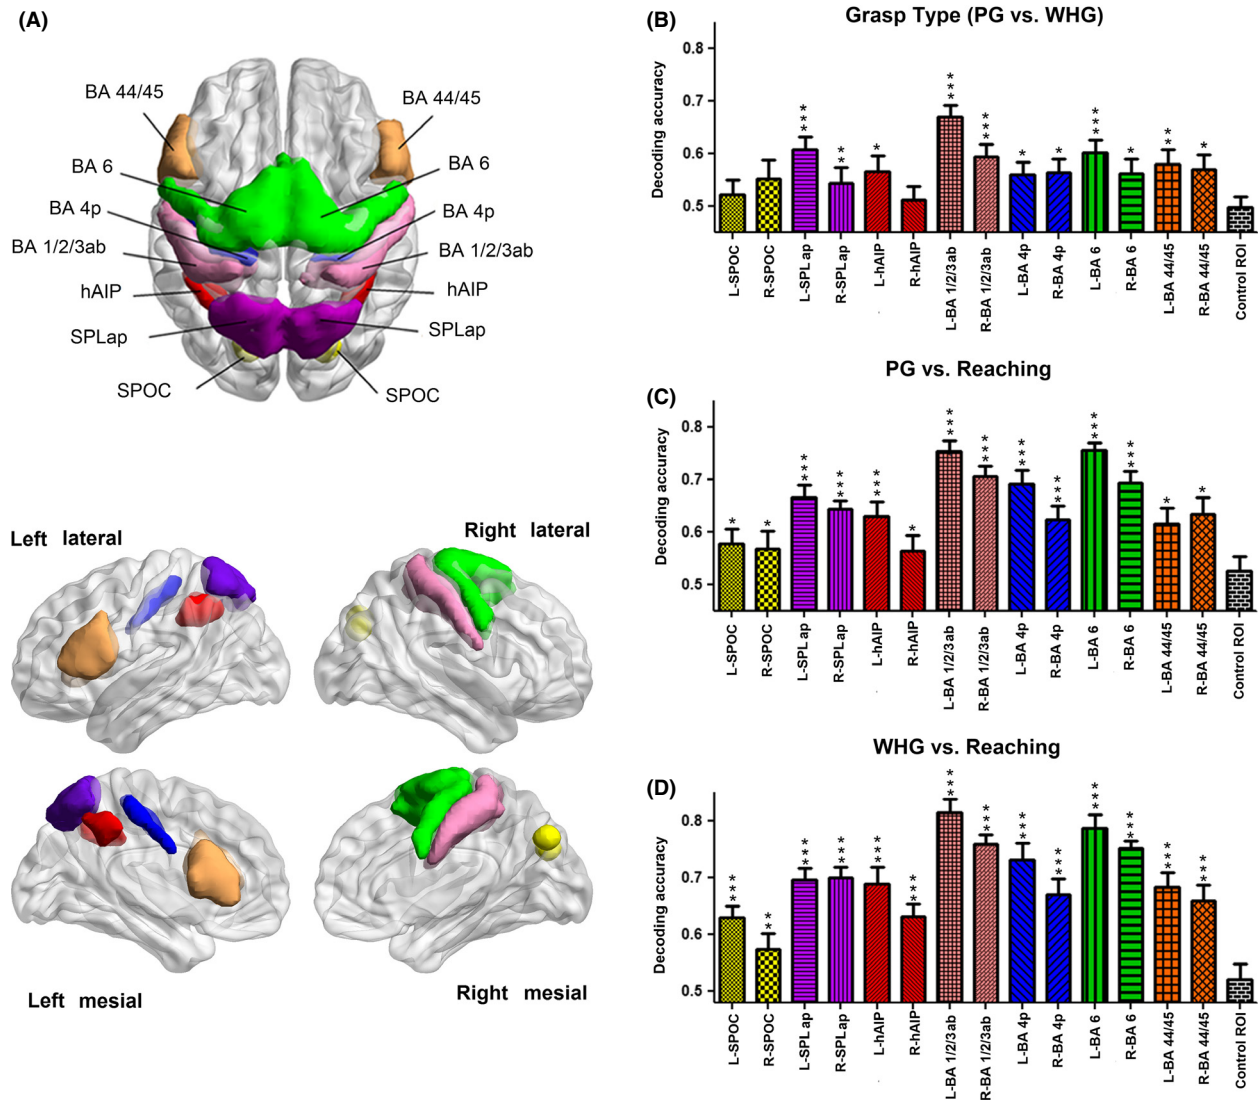 (A)
BA 44/45
BA 44/45
BA 6
BA 6
BA 4p
BA 4p
BA 1/2/3ab
BA 1/2/3ab
hAIP
hAIP
SPLap
SPLap
SPOC
SPOC
Left lateral
Right lateral
Left mesial
Right mesial
(B)
Grasp Type (PG vs. WHG)
Decoding accuracy
0.8
0.7
0.6
0.5
***
**
*
***
***
*
*
***
*
**
*
L-SPOC
R-SPOC
L-SPLap
R-SPLap
L-hAIP
R-hAIP
L-BA 1/2/3ab
R-BA 1/2/3ab
L-BA 4p
R-BA 4p
L-BA 6
R-BA 6
L-BA 44/45
R-BA 44/45
Control ROI
(C)
PG vs. Reaching
Decoding accuracy
0.8
0.7
0.6
0.5
*
*
***
***
***
*
***
***
***
***
***
***
*
*
L-SPOC
R-SPOC
L-SPL ap
R-SPLap
L-hAIP
R-hAIP
L-BA 1/2/3ab
R-BA 1/2/3ab
L-BA 4p
R-BA 4p
L-BA 6
R-BA 6
L-BA 44/45
R-BA 44/45
Control ROI
(D)
WHG vs. Reaching
Decoding accuracy
0.8
0.7
0.6
0.5
***
**
***
***
***
***
***
***
***
***
***
***
***
***
L-SPOC
R-SPOC
L-SPLap
R-SPLap
L-hAIP
R-hAIP
L-BA 1/2/3ab
R-BA 1/2/3ab
L-BA 4p
R-BA 4p
L-BA 6
R-BA 6
L-BA 44/45
R-BA 44/45
Control ROI